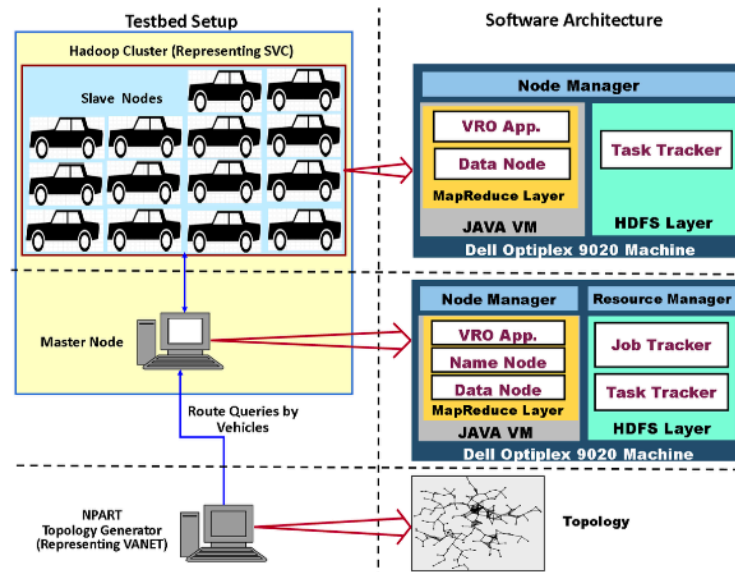 Testbed Setup
Software Architecture
Hadoop Cluster (Representing SVC)
Slave Nodes
Node Manager
VRO App.
Data Node
MapReduce Layer
JAVA VM
Task Tracker
HDFS Layer
Dell Optiplex 9020 Machine
Master Node
Node Manager
Resource Manager
VRO App.
Name Node
Data Node
MapReduce Layer
JAVA VM
Job Tracker
Task Tracker
HDFS Layer
Dell Optiplex 9020 Machine
Route Queries by
Vehicles
NPART
Topology Generator
(Representing VANET)
Topology